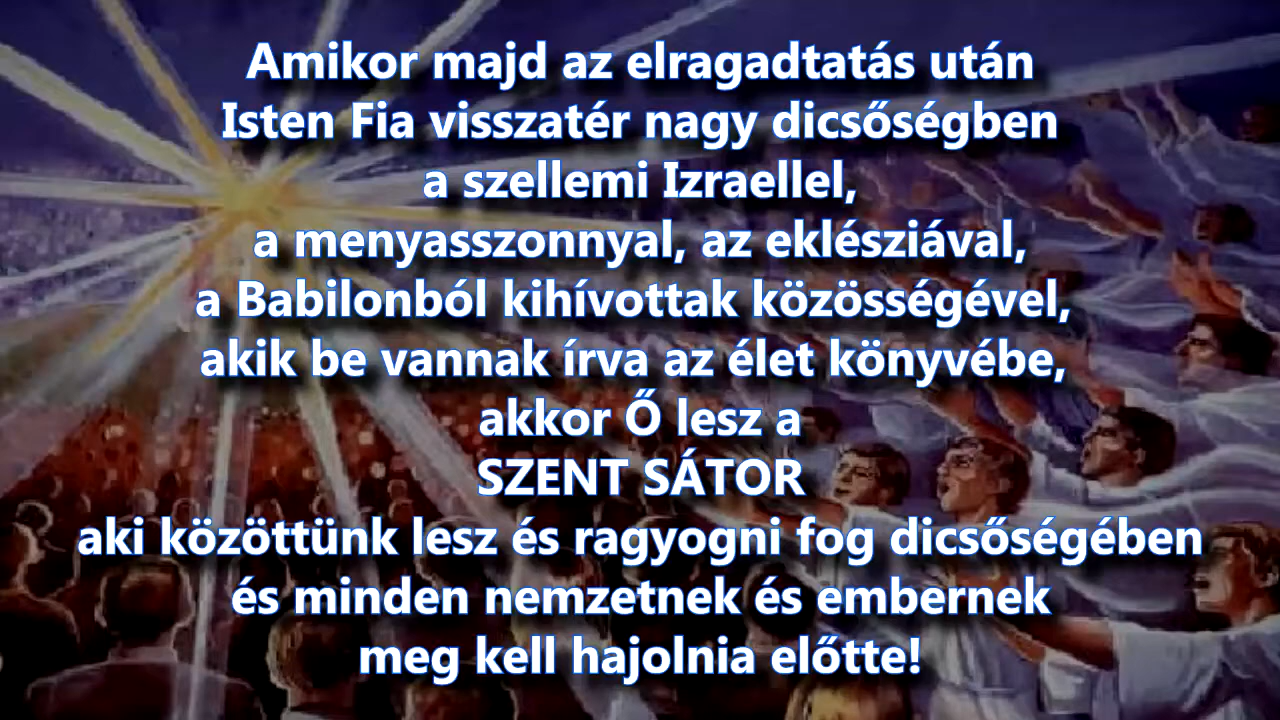 Amikor majd az elragadtatás után
Isten Fia visszatér nagy dicsőségben
a szellemi Izraellel,
a menyasszonnyal, az eklésziával,
a Babilonból kihívottak közösségével,
akik be vannak írva az élet könyvébe,
akkor Ő lesz a
SZENT SÁTOR
aki közöttünk lesz és ragyogni fog dicsőségében
és minden nemzetnek és embernek
meg kell hajolnia előtte!